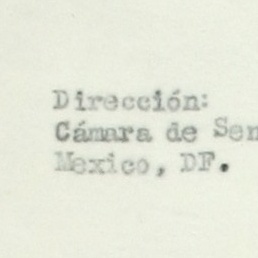 Dirección:
Cámara de Sen
Mexico, DF.